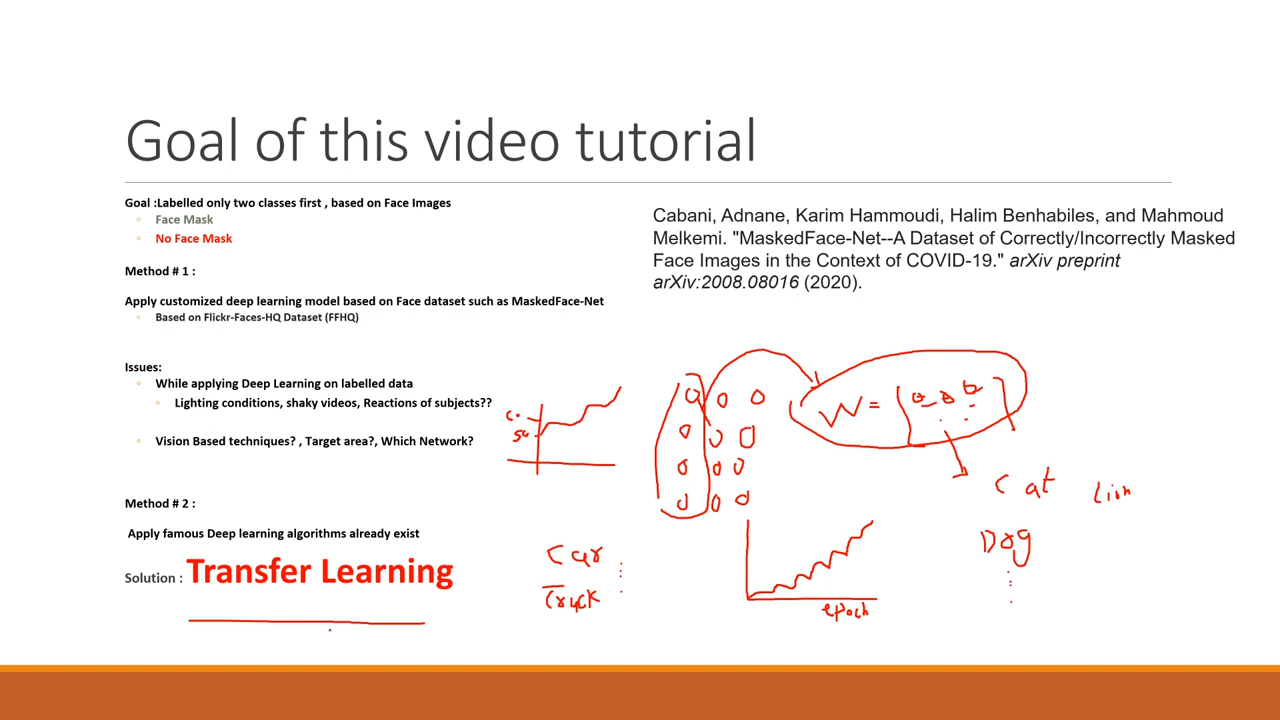 Goal of this video tutorial
Goal :Labelled only two classes first , based on Face Images
Face Mask
No Face Mask
Method # 1 :
Apply customized deep learning model based on Face dataset such as MaskedFace-Net
Based on Flickr-Faces-HQ Dataset (FFHQ)
Issues:
While applying Deep Learning on labelled data
Lighting conditions, shaky videos, Reactions of subjects??
Vision Based techniques? , Target area?, Which Network?
Method # 2 :
Apply famous Deep learning algorithms already exist
Solution : Transfer Learning
Cabani, Adnane, Karim Hammoudi, Halim Benhabiles, and Mahmoud
Melkemi. "MaskedFace-Net--A Dataset of Correctly/Incorrectly Masked
Face Images in the Context of COVID-19." arXiv preprint
arXiv:2008.08016 (2020).
W =
Cat Lion
Dog
Car
Truck
epoch